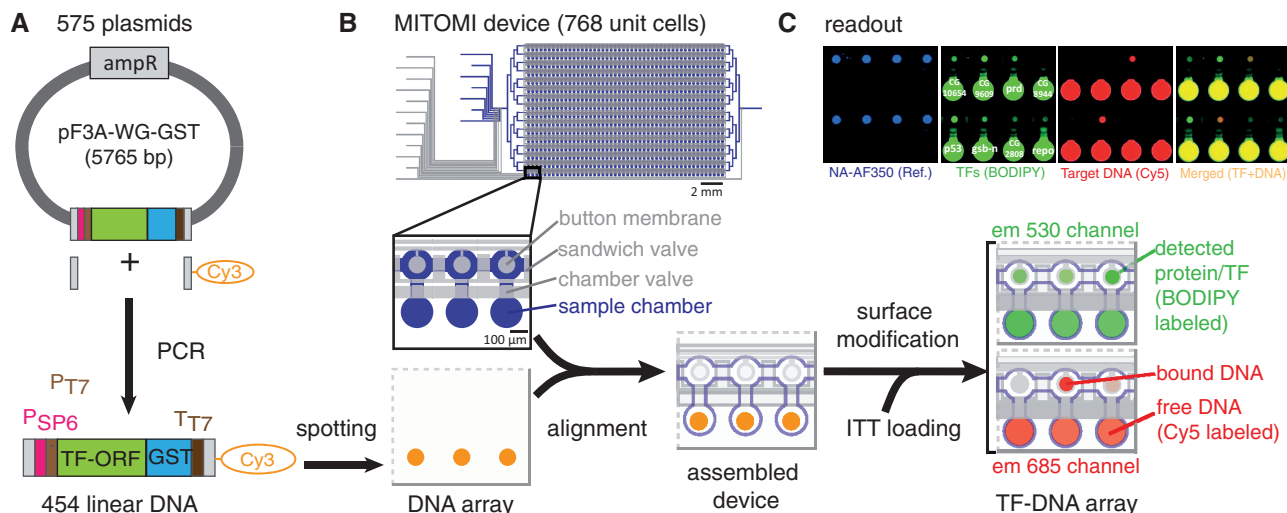 A
575 plasmids
ampR
pF3A-WG-GST
(5765 bp)
+
Cy3
PCR
PT7
PSP6
TT7
TF-ORF
GST
Cy3
454 linear DNA
spotting
B
MITOMI device (768 unit cells)
2 mm
button membrane
sandwich valve
chamber valve
sample chamber
100 µm
alignment
DNA array
assembled
device
surface
modification
ITT loading
C
readout
CG
10654
CG
9609
prd
CG
8944
p53
gsb-n
CG
2808
repo
NA-AF350 (Ref.)
TFs (BODIPY)
Target DNA (Cy5)
Merged (TF+DNA)
em 530 channel
detected
protein/TF
(BODIPY
labeled)
bound DNA
free DNA
(Cy5 labeled)
em 685 channel
TF-DNA array